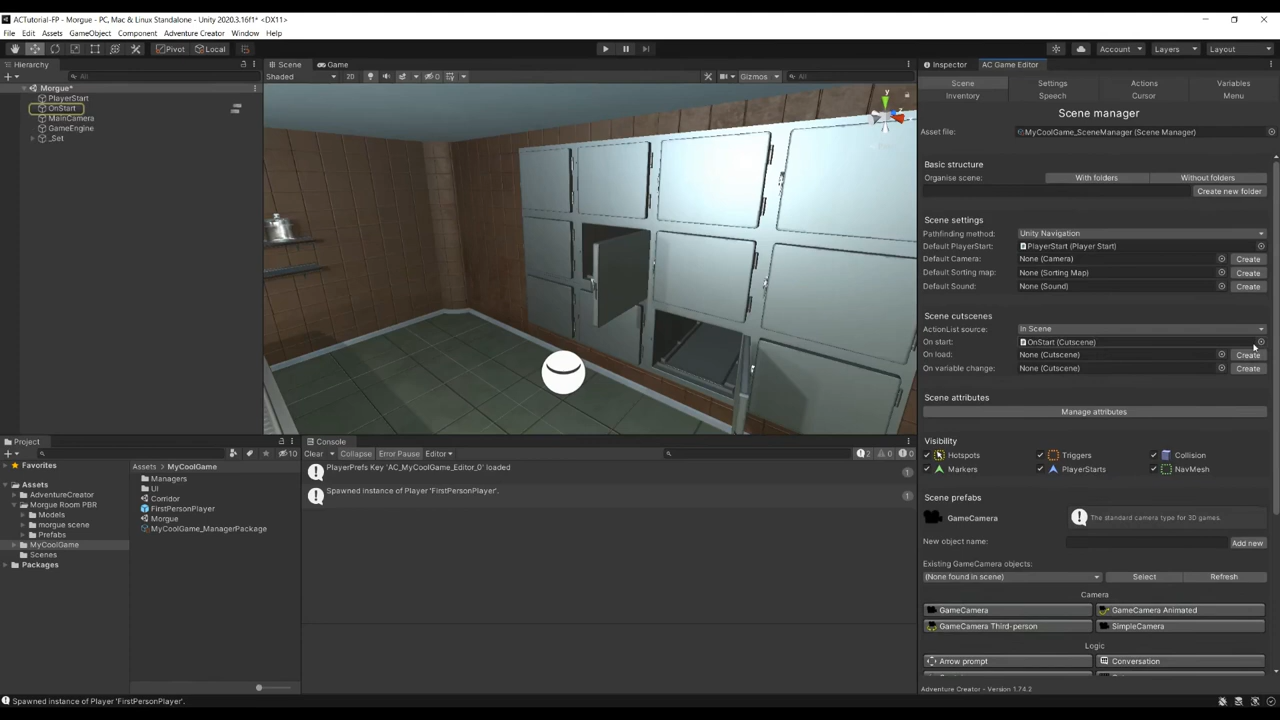 ACTutorial-FP - Morgue - PC, Mac & Linux Standalone - Unity 2020.3.16f1* <DX11>
File Edit Assets GameObject Component Adventure Creator Window Help
Pivot Local Account Layers Layout
Hierarchy
All
Morgue*
PlayerStart
OnStart
MainCamera
GameEngine
_Set
Scene Game
Shaded 2D 0 Gizmos All
y
Inspector AC Game Editor
Scene Settings Actions Variables
Inventory Speech Cursor Menu
Scene manager
Asset file: MyCoolGame_SceneManager (Scene Manager)
Basic structure
Organise scene: With folders Without folders
Create new folder
Scene settings
Pathfinding method: Unity Navigation
Default PlayerStart: PlayerStart (Player Start)
Default Camera: None (Camera) Create
Default Sorting map: None (Sorting Map) Create
Default Sound: None (Sound) Create
Scene cutscenes
ActionList source: In Scene
On start: OnStart (Cutscene)
On load: None (Cutscene) Create
On variable change: None (Cutscene) Create
Scene attributes
Manage attributes
Visibility
Hotspots Triggers Collision
Markers PlayerStarts NavMesh
Scene prefabs
GameCamera The standard camera type for 3D games.
New object name: Add new
Existing GameCamera objects:
(None found in scene) Select Refresh
Camera
GameCamera GameCamera Animated
GameCamera Third-person SimpleCamera
Logic
Arrow prompt Conversation
Adventure Creator - Version 1.74.2
Project
10
Favorites
Assets
AdventureCreator
Morgue Room PBR
Models
morgue scene
Prefabs
MyCoolGame
Scenes
Packages
Assets MyCoolGame
Managers
UI
Corridor
FirstPersonPlayer
Morgue
MyCoolGame_ManagerPackage
Console
Clear Collapse Error Pause Editor 2 0 0
PlayerPrefs Key 'AC_MyCoolGame_Editor_0' loaded 1
Spawned instance of Player 'FirstPersonPlayer'. 1
Spawned instance of Player 'FirstPersonPlayer'.